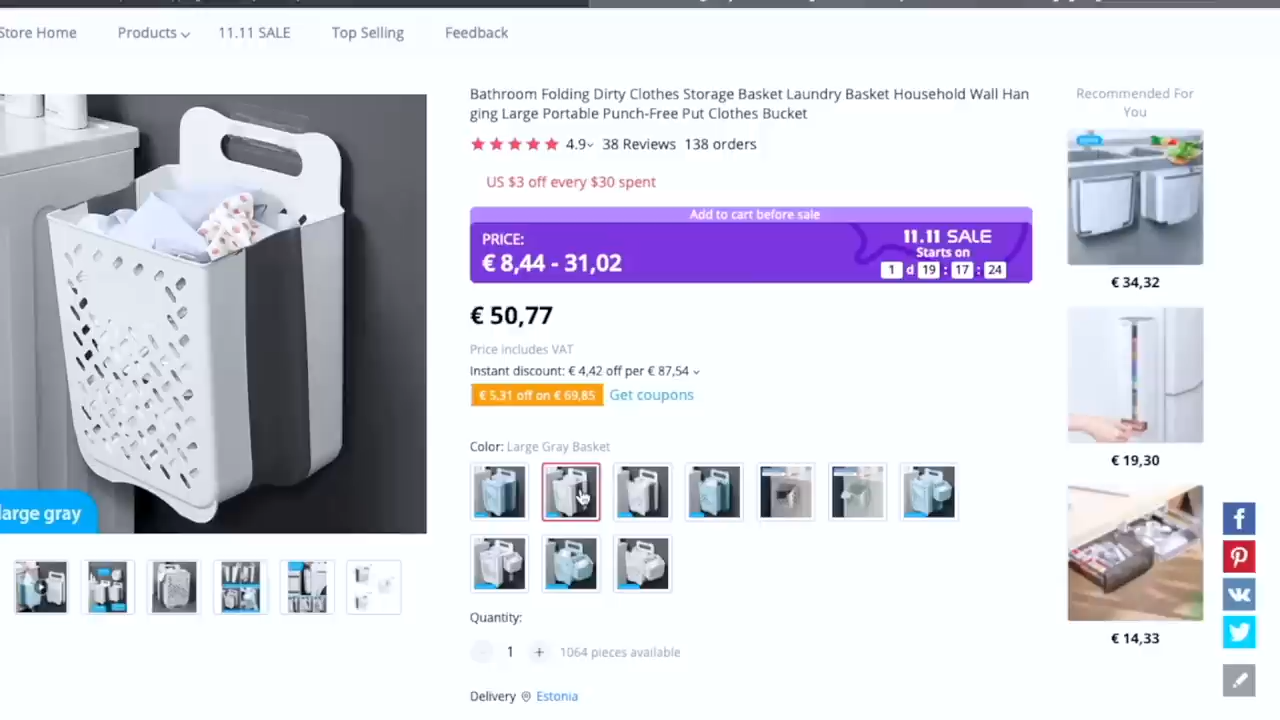 Store Home
Products
11.11 SALE
Top Selling
Feedback
Bathroom Folding Dirty Clothes Storage Basket Laundry Basket Household Wall Han
ging Large Portable Punch-Free Put Clothes Bucket
4.9
38 Reviews
138 orders
US $3 off every $30 spent
Add to cart before sale
PRICE:
€ 8,44 - 31,02
11.11 SALE
Starts on
1 d 19 : 17 : 24
€ 50,77
Price includes VAT
Instant discount: € 4,42 off per € 87,54
€ 5,31 off on € 69,85
Get coupons
Color: Large Gray Basket
Quantity:
1
1064 pieces available
Delivery
Estonia
large gray
Recommended For
You
€ 34,32
€ 19,30
€ 14,33